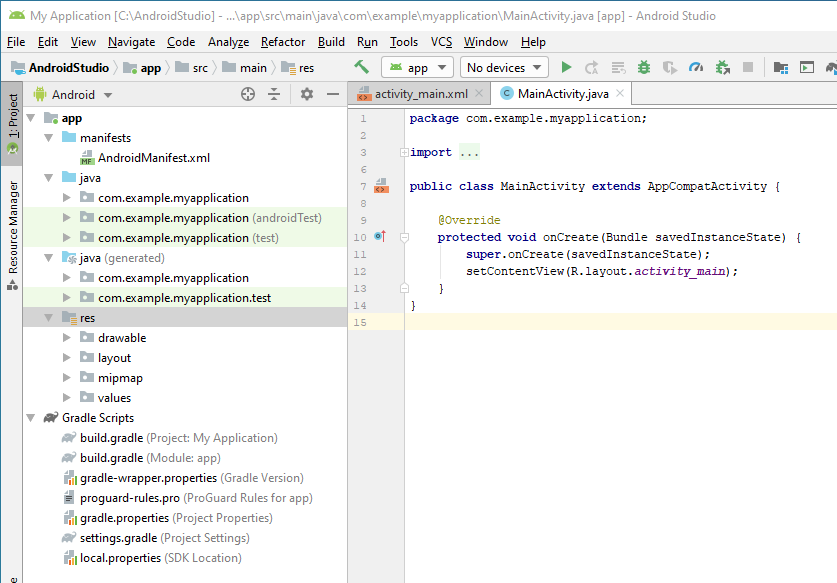 My Application [C:\AndroidStudio] - ...\app\src\main\java\com\example\myapplication\MainActivity.java [app] - Android Studio
File Edit View Navigate Code Analyze Refactor Build Run Tools VCS Window Help
AndroidStudio app src main res app No devices
1: Project
Resource Manager
Android
app
manifests
MF
AndroidManifest.xml
java
com.example.myapplication
com.example.myapplication (androidTest)
com.example.myapplication (test)
java (generated)
com.example.myapplication
com.example.myapplication.test
res
drawable
layout
mipmap
values
Gradle Scripts
build.gradle (Project: My Application)
build.gradle (Module: app)
gradle-wrapper.properties (Gradle Version)
proguard-rules.pro (ProGuard Rules for app)
gradle.properties (Project Properties)
settings.gradle (Project Settings)
local.properties (SDK Location)
activity_main.xml C MainActivity.java
1 package com.example.myapplication;
2
3 import ...
6
7 public class MainActivity extends AppCompatActivity {
8
9 @Override
10 protected void onCreate(Bundle savedInstanceState) {
11 super.onCreate(savedInstanceState);
12 setContentView(R.layout.activity_main);
13 }
14 }
15